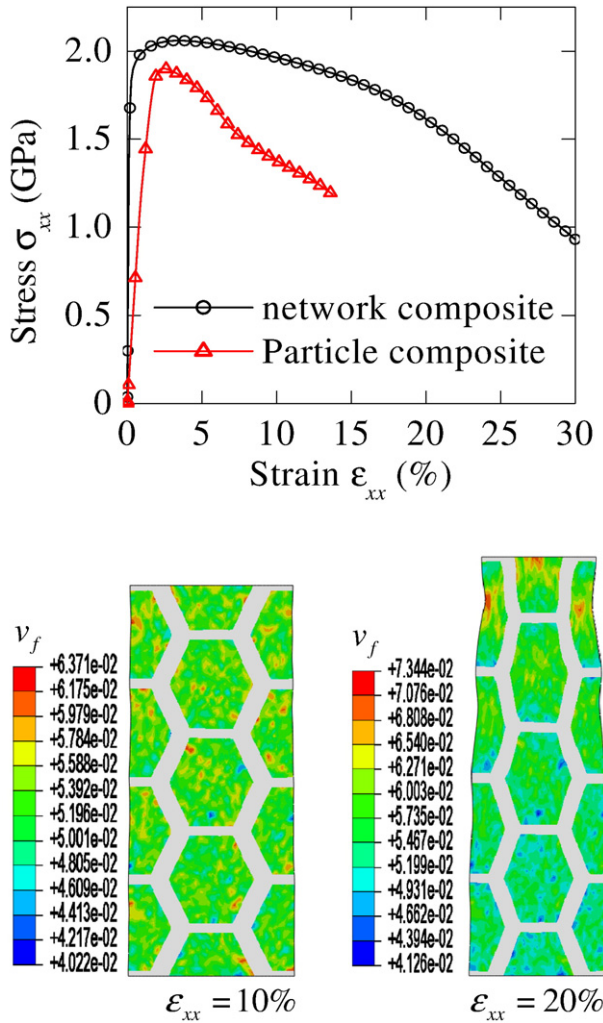 2.0
1.5
1.0
0.5
0
Stress σxx (GPa)
network composite
Particle composite
0 5 10 15 20 25 30
Strain εxx (%)
vf
+6.371e-02
+6.175e-02
+5.979e-02
+5.784e-02
+5.588e-02
+5.392e-02
+5.196e-02
+5.001e-02
+4.805e-02
+4.609e-02
+4.413e-02
+4.217e-02
+4.022e-02
εxx = 10%
vf
+7.344e-02
+7.076e-02
+6.808e-02
+6.540e-02
+6.271e-02
+6.003e-02
+5.735e-02
+5.467e-02
+5.199e-02
+4.931e-02
+4.662e-02
+4.394e-02
+4.126e-02
εxx = 20%